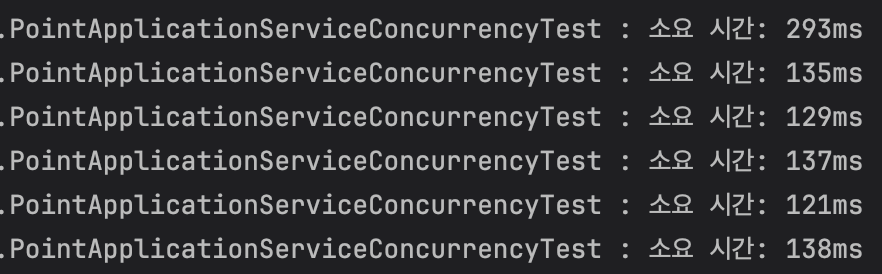 .PointApplicationServiceConcurrencyTest : 소요 시간: 293ms
.PointApplicationServiceConcurrencyTest : 소요 시간: 135ms
.PointApplicationServiceConcurrencyTest : 소요 시간: 129ms
.PointApplicationServiceConcurrencyTest : 소요 시간: 137ms
.PointApplicationServiceConcurrencyTest : 소요 시간: 121ms
.PointApplicationServiceConcurrencyTest : 소요 시간: 138ms